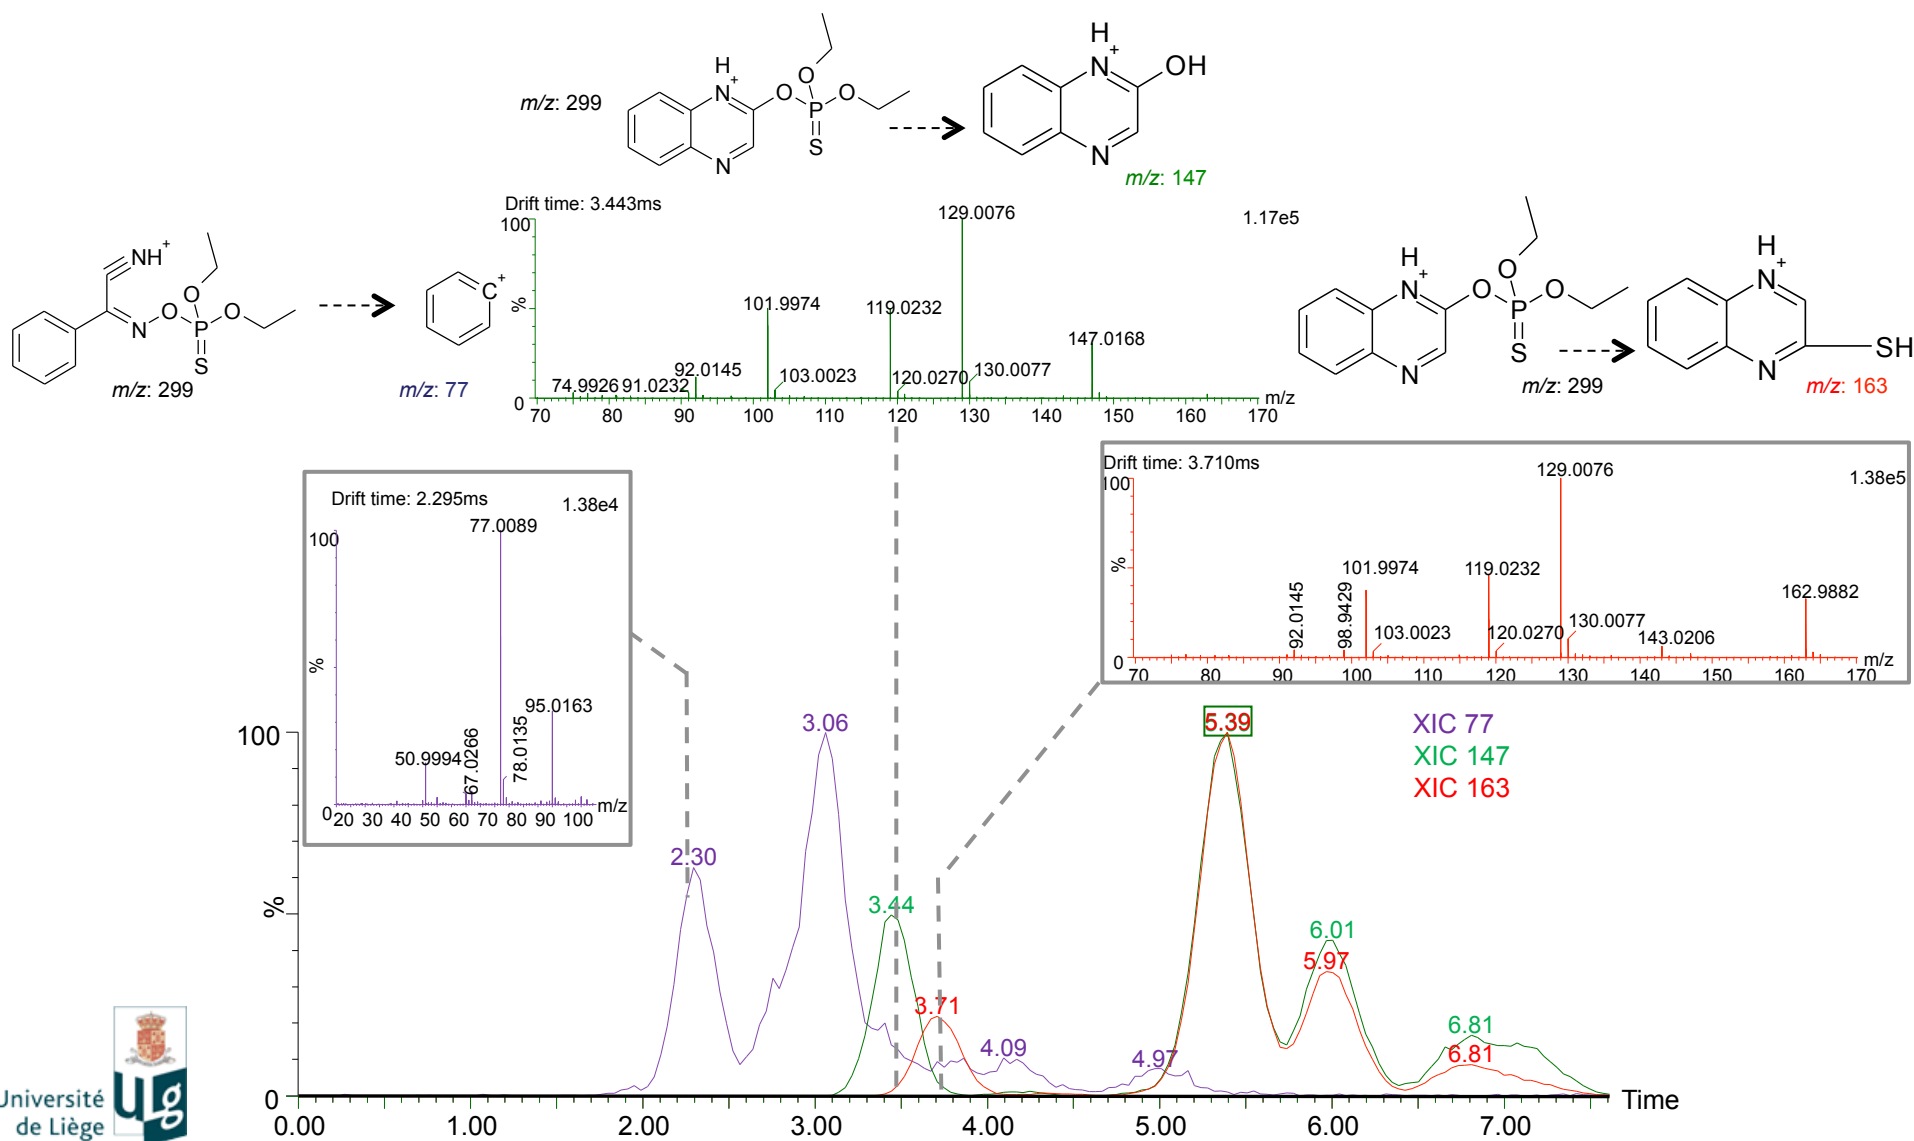 H
N
+
O
P
O
O
S
N
m/z: 299
H
N
+
OH
N
m/z: 147
NH
+
N
O
P
O
O
S
m/z: 299
C
+
m/z: 77
Drift time: 3.443ms
1.17e5
100
%
0
129.0076
101.9974
119.0232
147.0168
92.0145
103.0023
120.0270
130.0077
74.9926
91.0232
70 80 90 100 110 120 130 140 150 160 170
m/z
H
N
+
O
P
O
O
S
N
m/z: 299
H
N
+
N
SH
m/z: 163
Drift time: 2.295ms
1.38e4
100
%
0
77.0089
95.0163
50.9994
67.0266
78.0135
20 30 40 50 60 70 80 90 100
m/z
Drift time: 3.710ms
1.38e5
100
%
0
129.0076
101.9974
119.0232
162.9882
92.0145
98.9429
103.0023
120.0270
130.0077
143.0206
70 80 90 100 110 120 130 140 150 160 170
m/z
XIC 77
XIC 147
XIC 163
100
%
0
2.30
3.06
3.44
3.71
4.09
4.97
5.39
6.01
5.97
6.81
6.81
0.00 1.00 2.00 3.00 4.00 5.00 6.00 7.00
Time
Université
de Liège
ULg